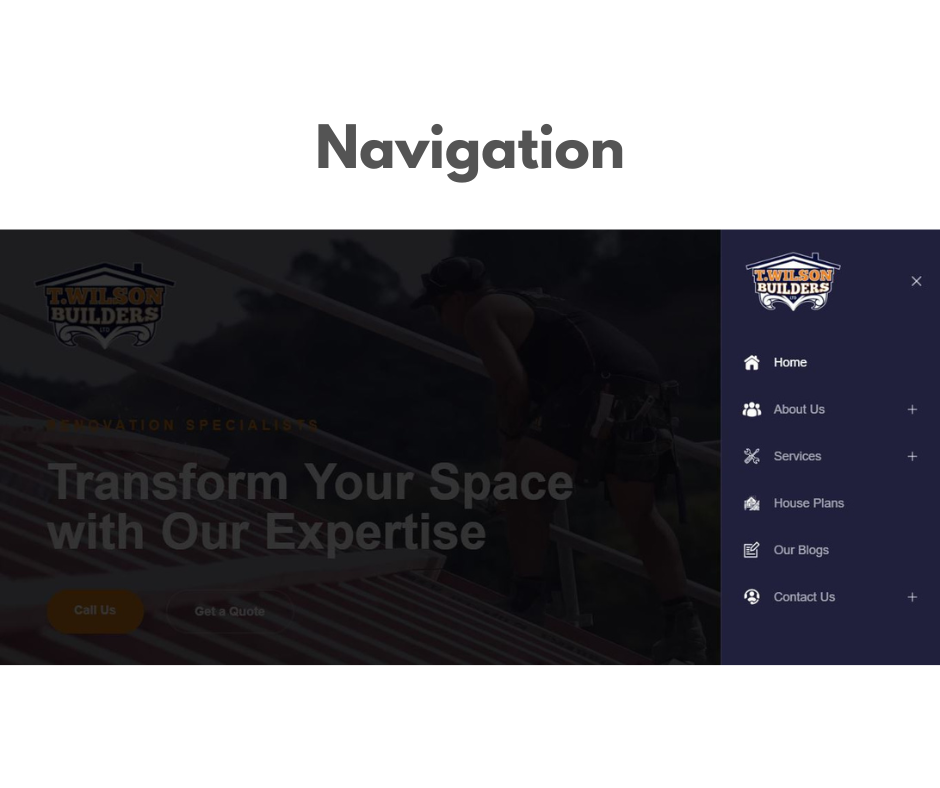 Navigation
T.WILSON
BUILDERS
LTD
RENOVATION SPECIALISTS
Transform Your Space
with Our Expertise
Call Us
Get a Quote
T.WILSON
BUILDERS
LTD
Home
About Us
Services
House Plans
Our Blogs
Contact Us